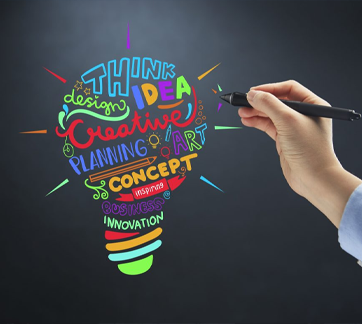 THINK
IDEA
design
Creative
ART
PLANNING
CONCEPT
inspiring
BUSINESS
INNOVATION